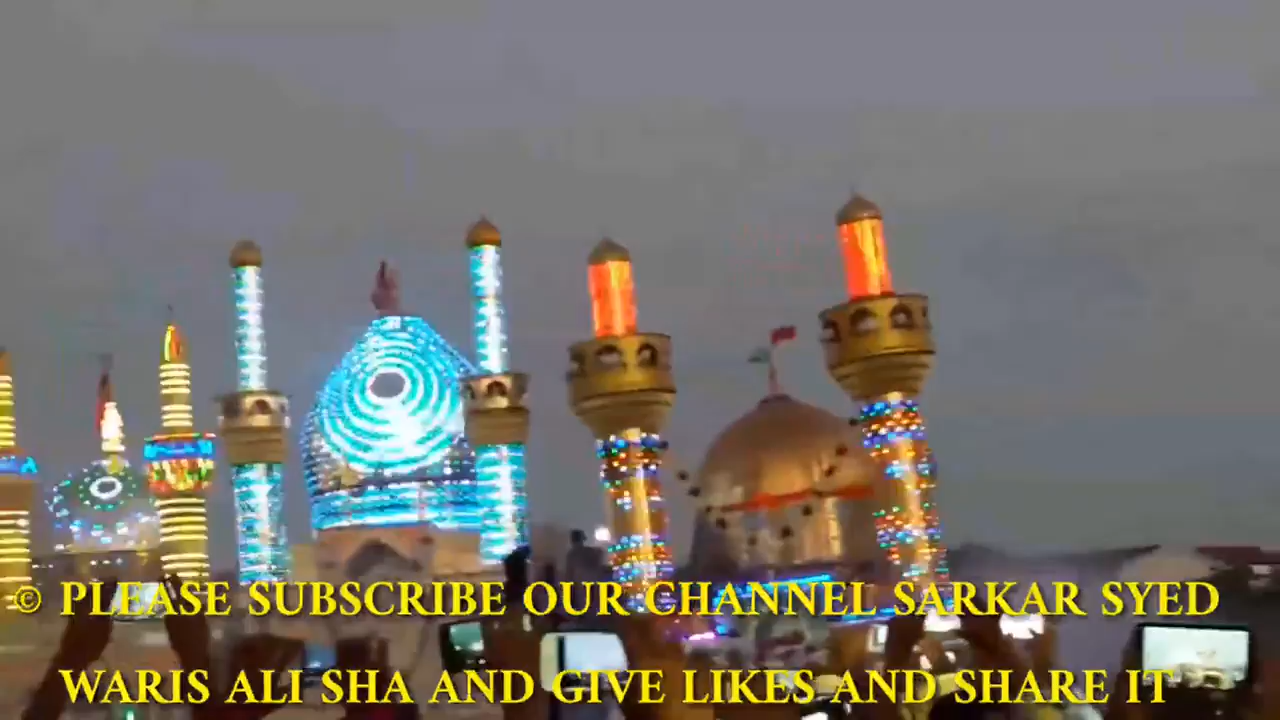 © PLEASE SUBSCRIBE OUR CHANNEL SARKAR SYED
WARIS ALI SHA AND GIVE LIKES AND SHARE IT